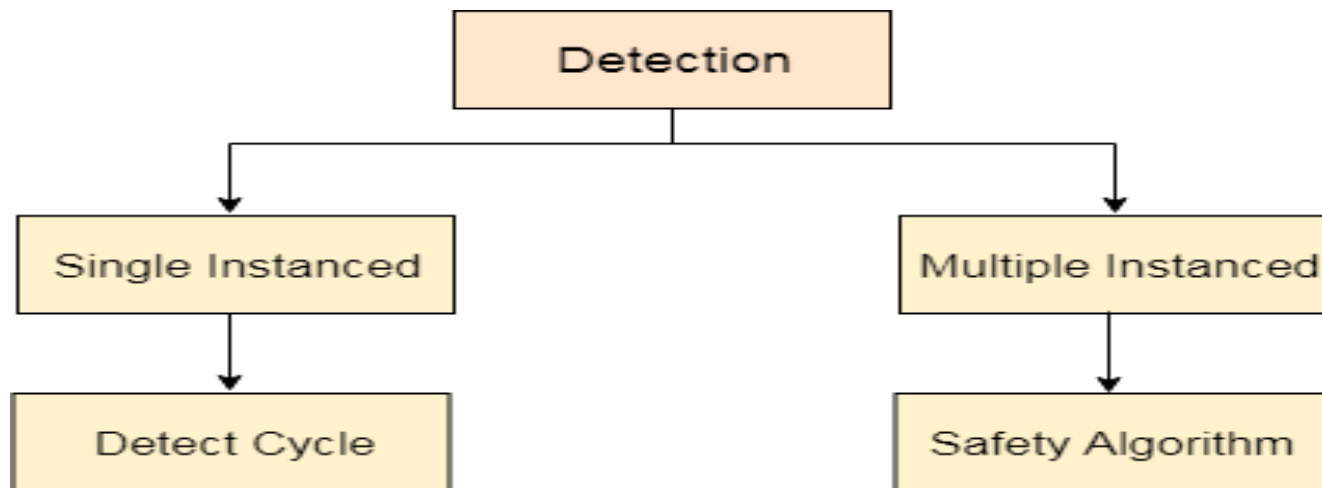 Detection
Single Instanced
Multiple Instanced
Detect Cycle
Safety Algorithm